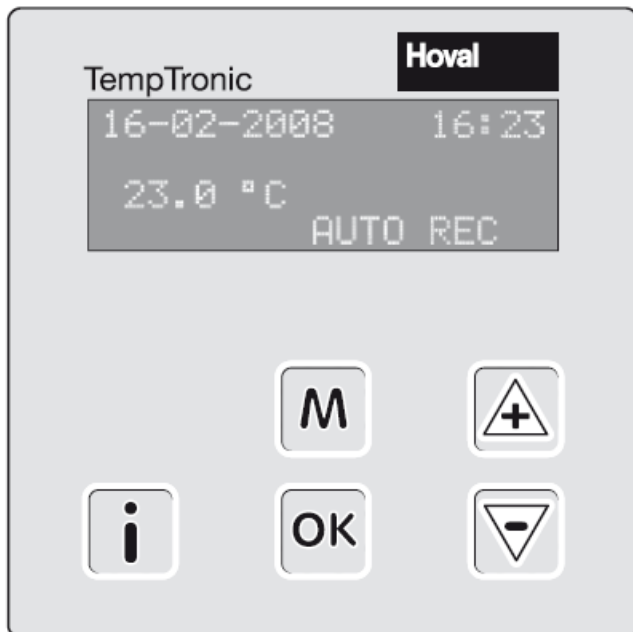 Hoval
TempTronic
16-02-2008 16:23
23.0 °C
AUTO REC
M
+
i
OK
-